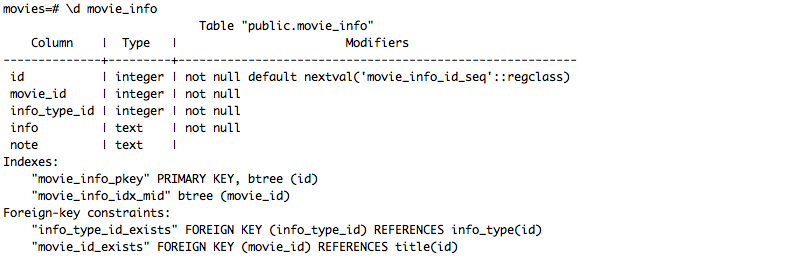 movies=# \d movie_info
Table "public.movie_info"
Column | Type | Modifiers
--------------+---------+---------------------------------------------------------
id | integer | not null default nextval('movie_info_id_seq'::regclass)
movie_id | integer | not null
info_type_id | integer | not null
info | text | not null
note | text |
Indexes:
"movie_info_pkey" PRIMARY KEY, btree (id)
"movie_info_idx_mid" btree (movie_id)
Foreign-key constraints:
"info_type_id_exists" FOREIGN KEY (info_type_id) REFERENCES info_type(id)
"movie_id_exists" FOREIGN KEY (movie_id) REFERENCES title(id)